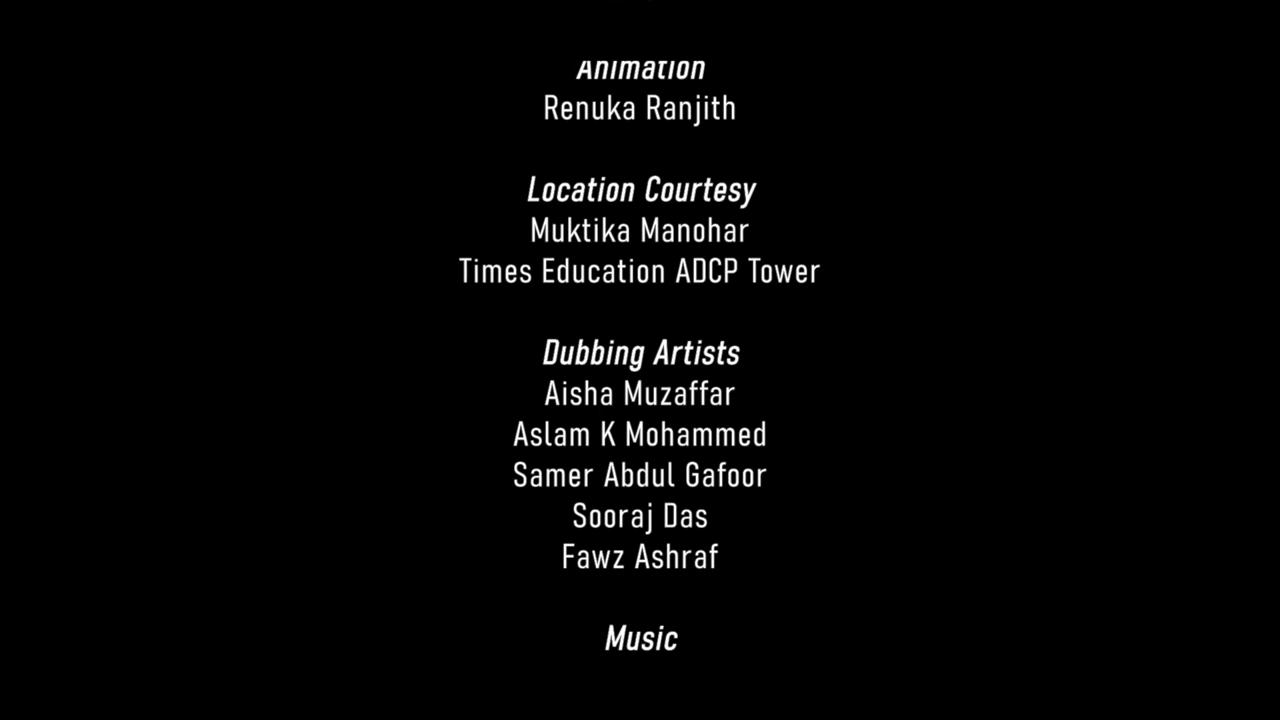 Animation
Renuka Ranjith
Location Courtesy
Muktika Manohar
Times Education ADCP Tower
Dubbing Artists
Aisha Muzaffar
Aslam K Mohammed
Samer Abdul Gafoor
Sooraj Das
Fawz Ashraf
Music